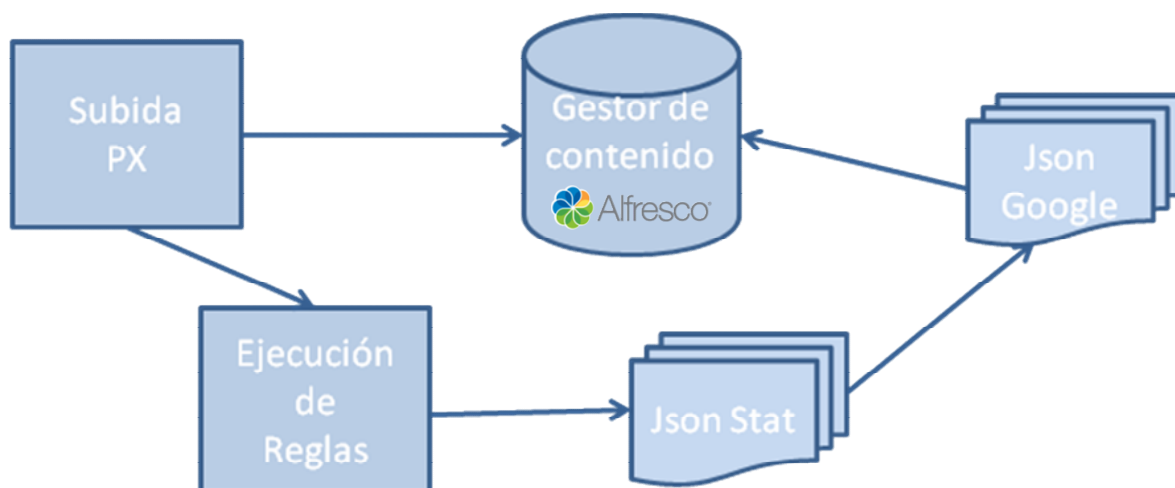 Subida
PX
Gestor de
contenido
Alfresco
Json
Google
Ejecución
de
Reglas
Json Stat